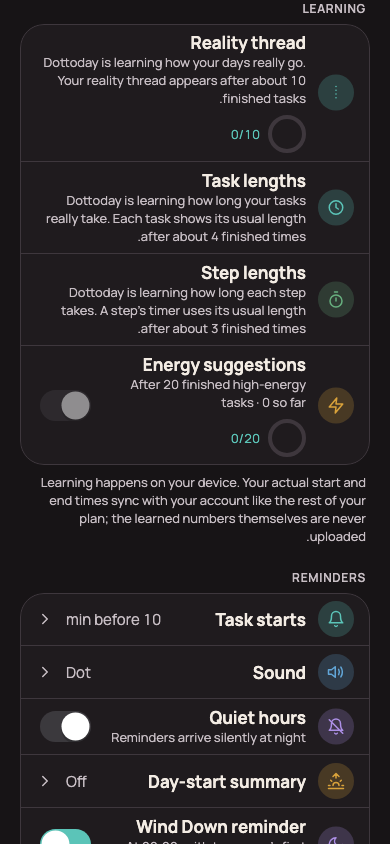 LEARNING
Reality thread
Dottoday is learning how your days really go.
Your reality thread appears after about 10
.finished tasks
0/10
Task lengths
Dottoday is learning how long your tasks
really take. Each task shows its usual length
.after about 4 finished times
Step lengths
Dottoday is learning how long each step
takes. A step's timer uses its usual length
.after about 3 finished times
Energy suggestions
After 20 finished high-energy
tasks · 0 so far
0/20
Learning happens on your device. Your actual start and
end times sync with your account like the rest of your
plan; the learned numbers themselves are never
.uploaded
REMINDERS
Task starts
min before 10
Sound
Dot
Quiet hours
Reminders arrive silently at night
Day-start summary
Off
Wind Down reminder